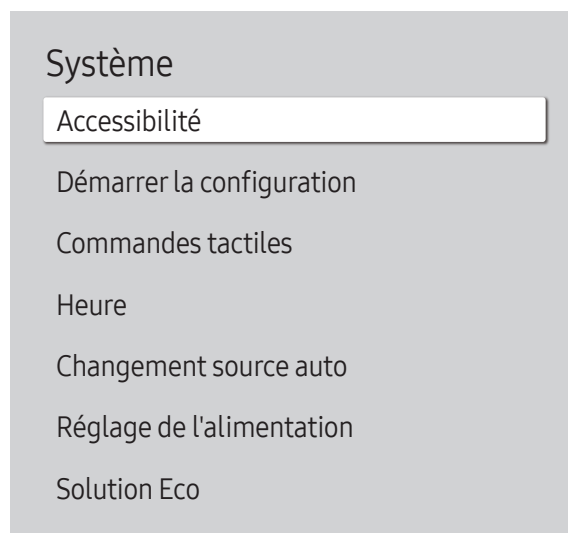 Système
Accessibilité
Démarrer la configuration
Commandes tactiles
Heure
Changement source auto
Réglage de l'alimentation
Solution Eco